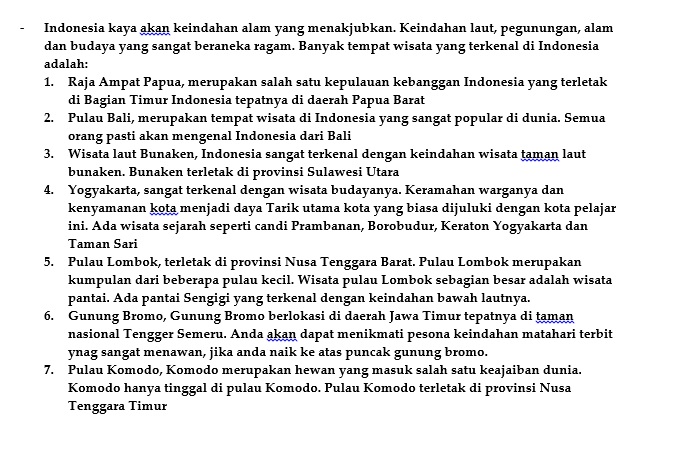 - Indonesia kaya akan keindahan alam yang menakjubkan. Keindahan laut, pegunungan, alam
dan budaya yang sangat beraneka ragam. Banyak tempat wisata yang terkenal di Indonesia
adalah:
1. Raja Ampat Papua, merupakan salah satu kepulauan kebanggan Indonesia yang terletak
di Bagian Timur Indonesia tepatnya di daerah Papua Barat
2. Pulau Bali, merupakan tempat wisata di Indonesia yang sangat popular di dunia. Semua
orang pasti akan mengenal Indonesia dari Bali
3. Wisata laut Bunaken, Indonesia sangat terkenal dengan keindahan wisata taman laut
bunaken. Bunaken terletak di provinsi Sulawesi Utara
4. Yogyakarta, sangat terkenal dengan wisata budayanya. Keramahan warganya dan
kenyamanan kota menjadi daya Tarik utama kota yang biasa dijuluki dengan kota pelajar
ini. Ada wisata sejarah seperti candi Prambanan, Borobudur, Keraton Yogyakarta dan
Taman Sari
5. Pulau Lombok, terletak di provinsi Nusa Tenggara Barat. Pulau Lombok merupakan
kumpulan dari beberapa pulau kecil. Wisata pulau Lombok sebagian besar adalah wisata
pantai. Ada pantai Sengigi yang terkenal dengan keindahan bawah lautnya.
6. Gunung Bromo, Gunung Bromo berlokasi di daerah Jawa Timur tepatnya di taman
nasional Tengger Semeru. Anda akan dapat menikmati pesona keindahan matahari terbit
ynag sangat menawan, jika anda naik ke atas puncak gunung bromo.
7. Pulau Komodo, Komodo merupakan hewan yang masuk salah satu keajaiban dunia.
Komodo hanya tinggal di pulau Komodo. Pulau Komodo terletak di provinsi Nusa
Tenggara Timur